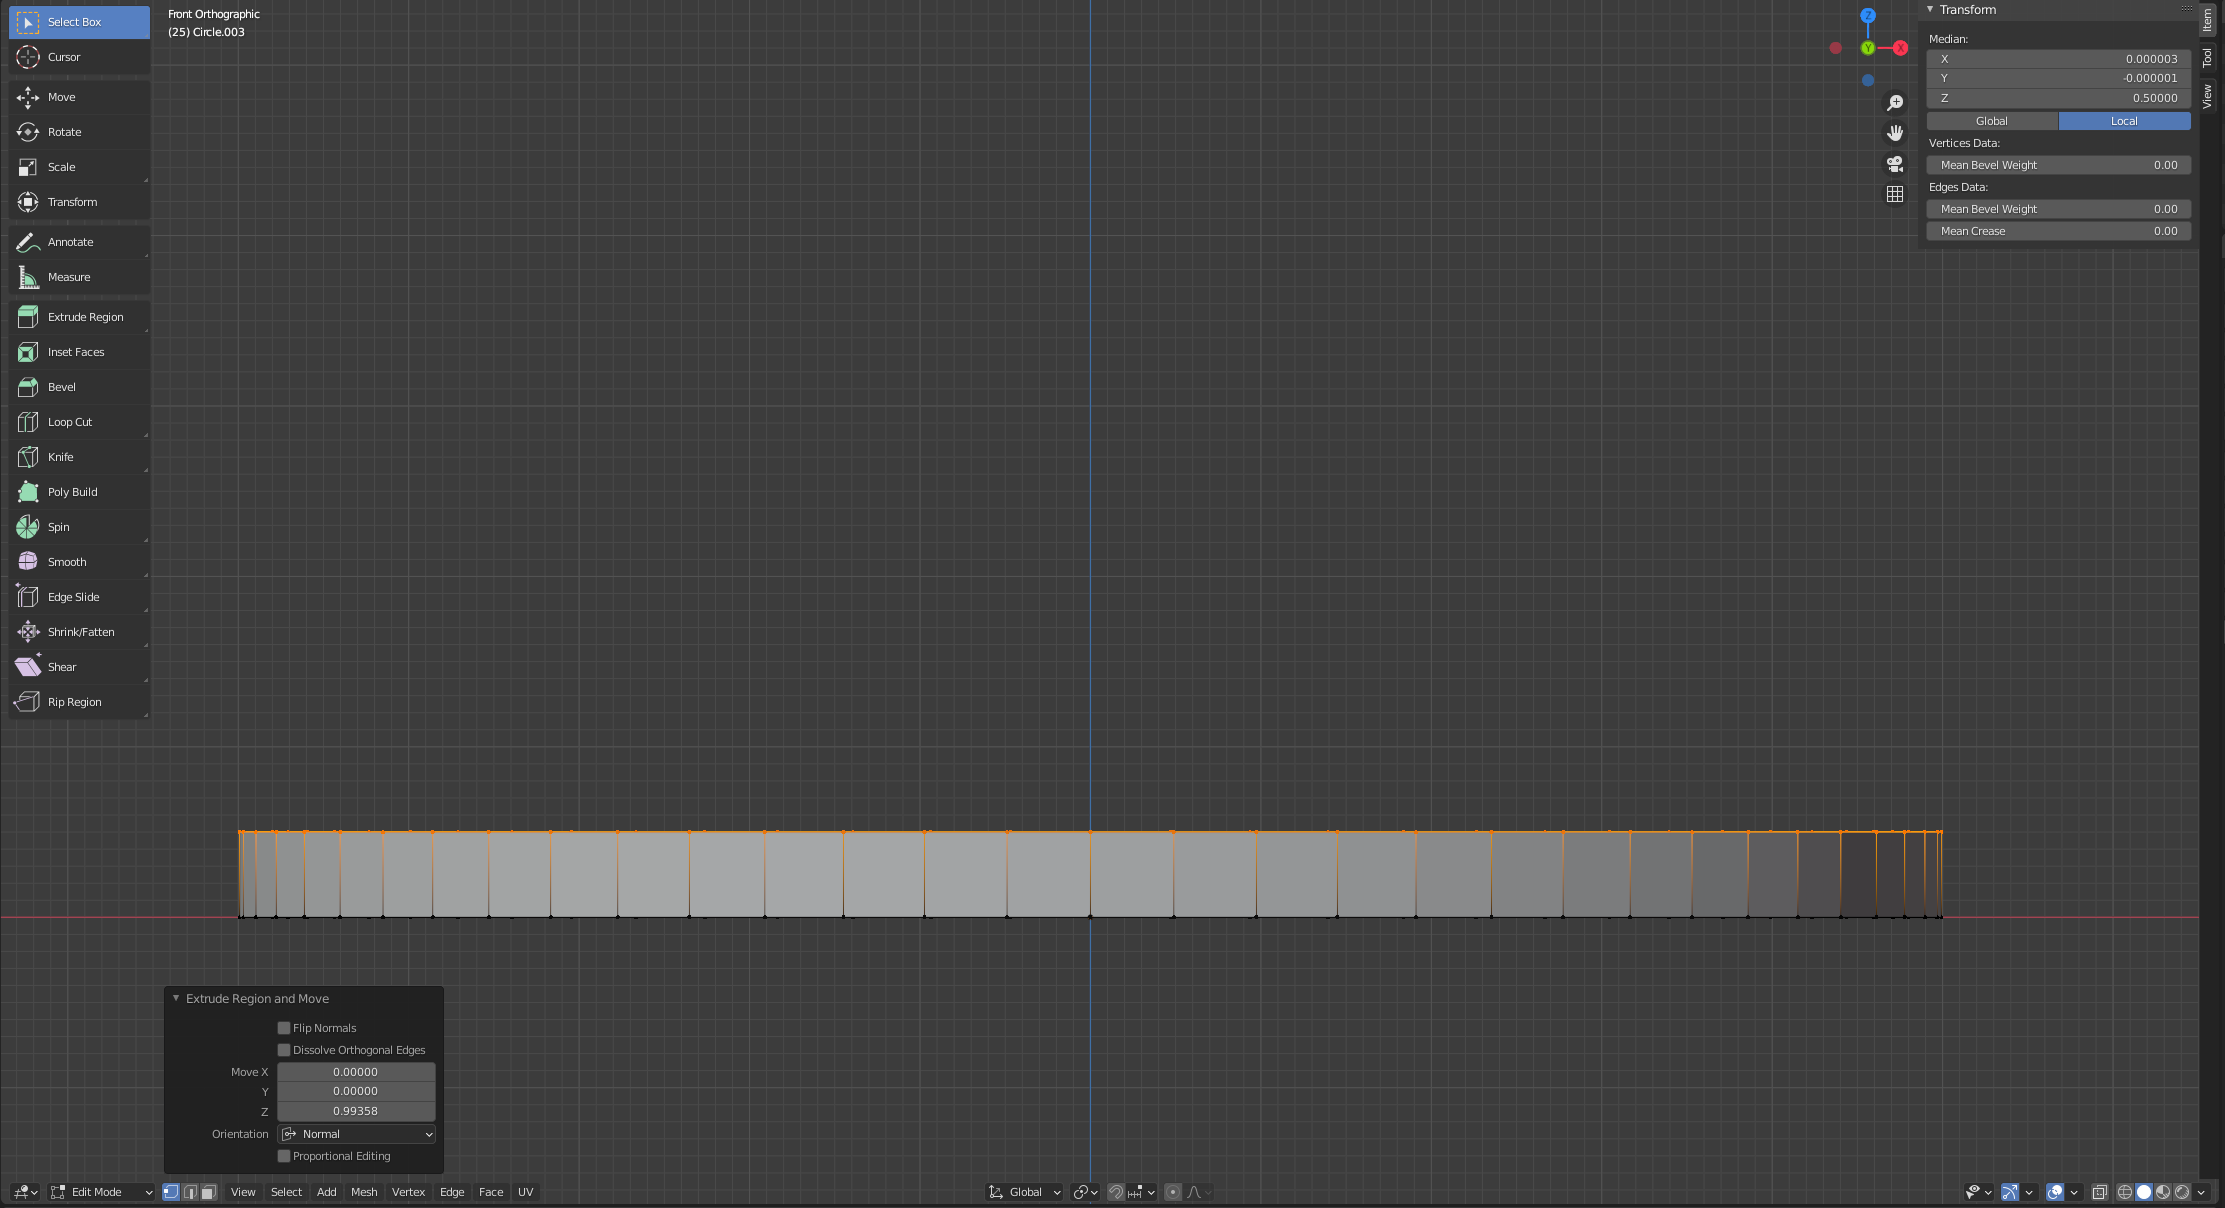 Select Box
Cursor
Move
Rotate
Scale
Transform
Annotate
Measure
Extrude Region
Inset Faces
Bevel
Loop Cut
Knife
Poly Build
Spin
Smooth
Edge Slide
Shrink/Fatten
Shear
Rip Region
Front Orthographic
(25) Circle.003
Z
Y
X
Transform
Median:
X 0.000003
Y -0.000001
Z 0.50000
Global Local
Vertices Data:
Mean Bevel Weight 0.00
Edges Data:
Mean Bevel Weight 0.00
Mean Crease 0.00
Item
Tool
View
Extrude Region and Move
Flip Normals
Dissolve Orthogonal Edges
Move X 0.00000
Y 0.00000
Z 0.99358
Orientation Normal
Proportional Editing
Edit Mode View Select Add Mesh Vertex Edge Face UV Global